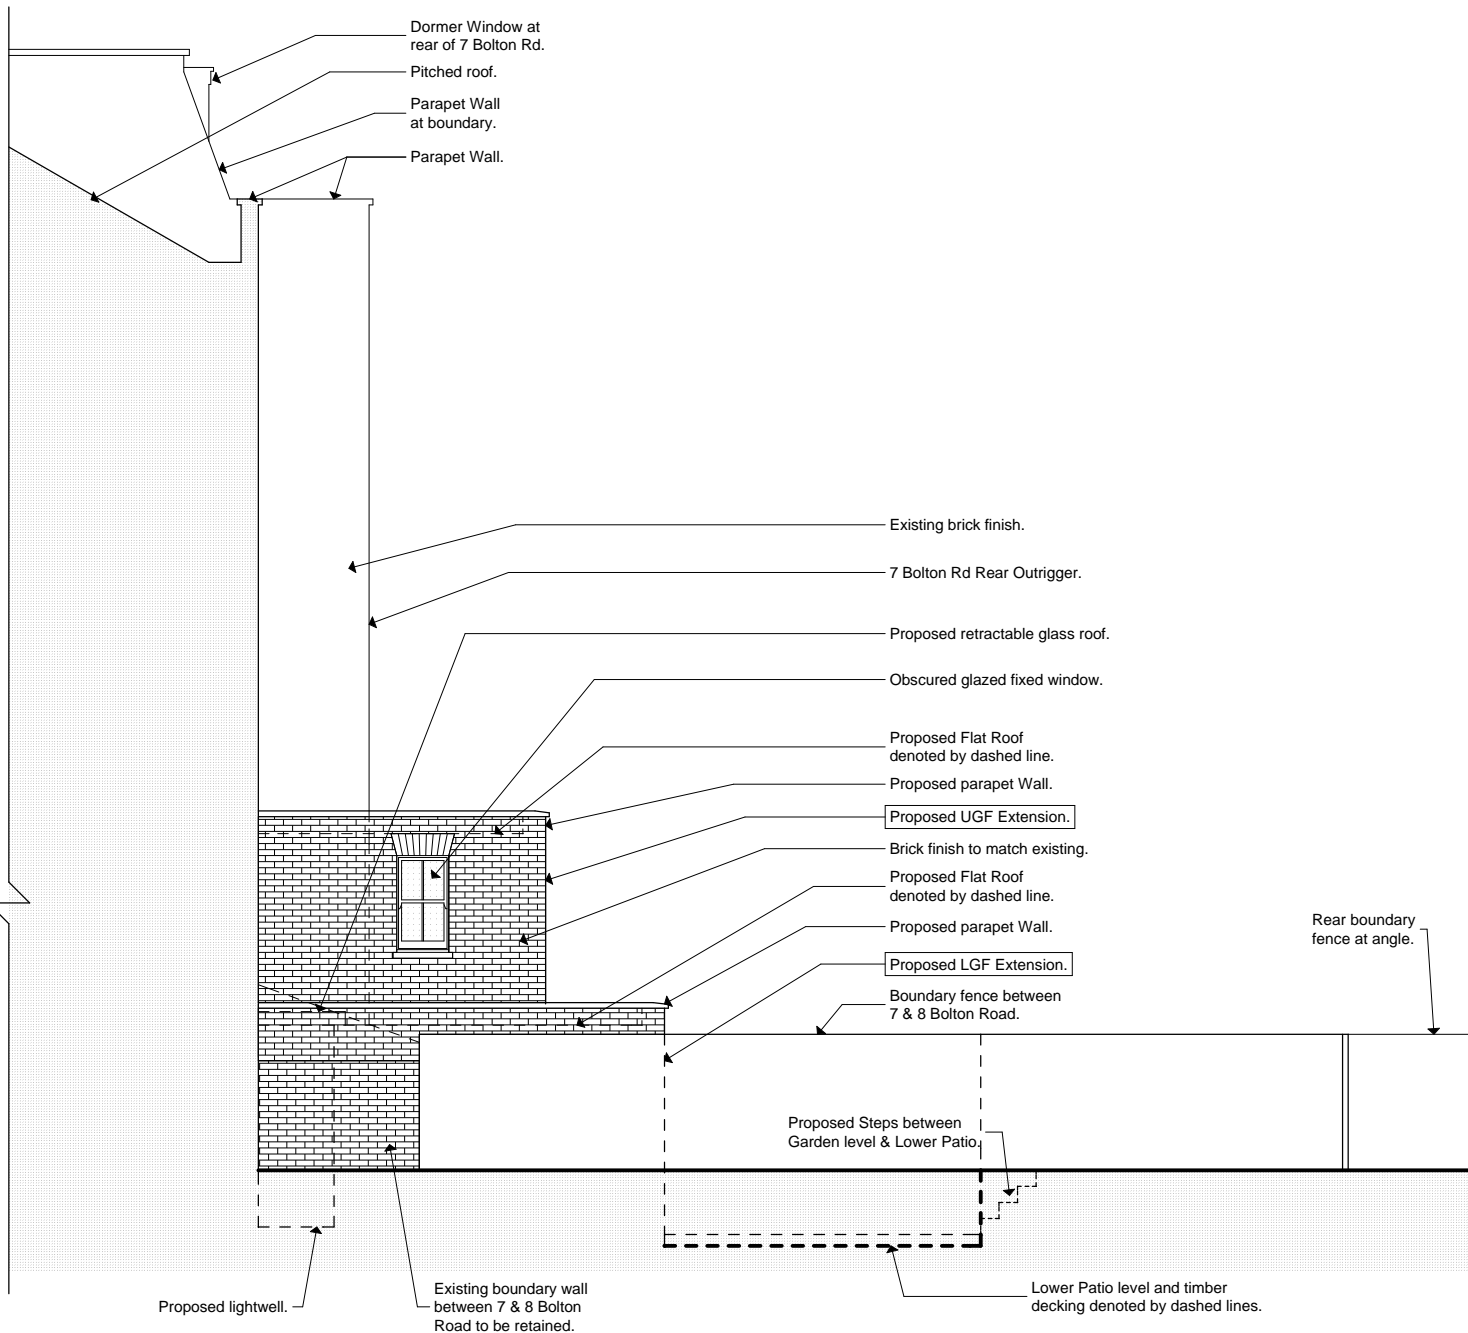 Dormer Window at
rear of 7 Bolton Rd.
Pitched roof.
Parapet Wall
at boundary.
Parapet Wall.
Existing brick finish.
7 Bolton Rd Rear Outrigger.
Proposed retractable glass roof.
Obscured glazed fixed window.
Proposed Flat Roof
denoted by dashed line.
Proposed parapet Wall.
Proposed UGF Extension.
Brick finish to match existing.
Proposed Flat Roof
denoted by dashed line.
Proposed parapet Wall.
Proposed LGF Extension.
Boundary fence between
7 & 8 Bolton Road.
Rear boundary
fence at angle.
Proposed Steps between
Garden level & Lower Patio.
Proposed lightwell.
Existing boundary wall
between 7 & 8 Bolton
Road to be retained.
Lower Patio level and timber
decking denoted by dashed lines.